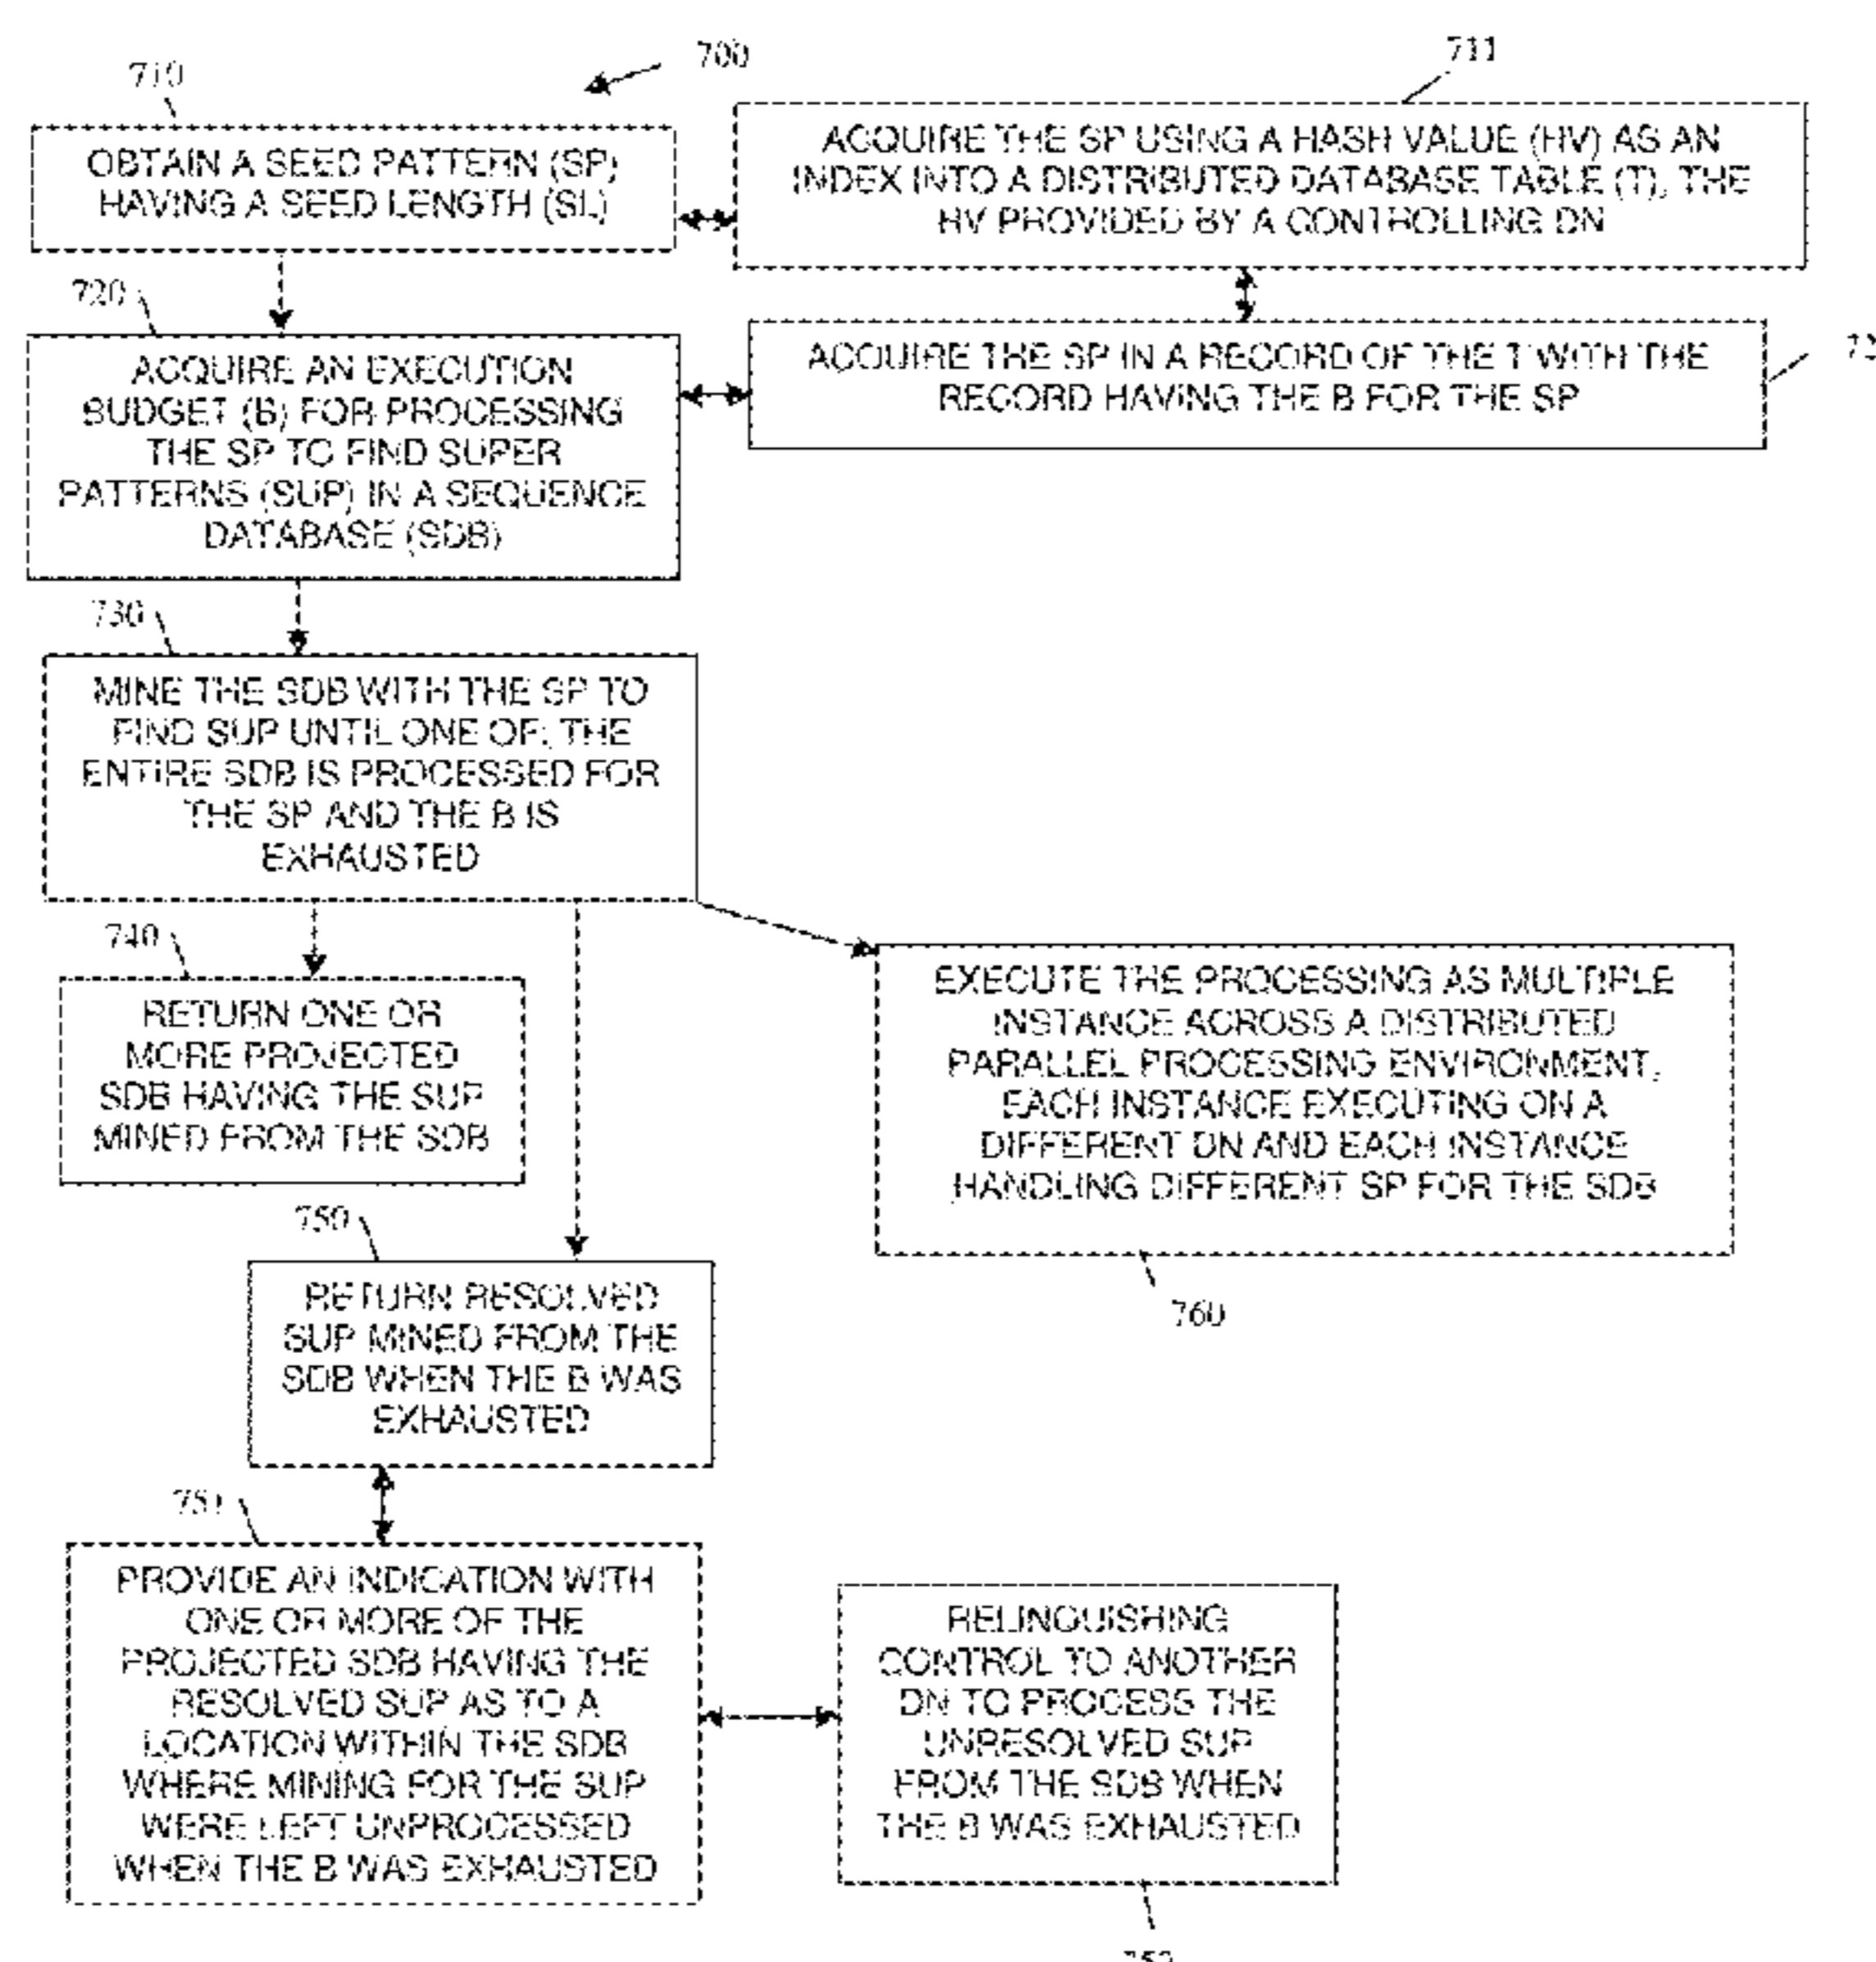 700
710
OBTAIN A SEED PATTERN (SP)
HAVING A SEED LENGTH (SL)
711
ACQUIRE THE SP USING A HASH VALUE (HV) AS AN
INDEX INTO A DISTRIBUTED DATABASE TABLE (T), THE
HV PROVIDED BY A CONTROLLING DN
720
ACQUIRE AN EXECUTION
BUDGET (B) FOR PROCESSING
THE SP TO FIND SUPER
PATTERNS (SUP) IN A SEQUENCE
DATABASE (SDB)
ACQUIRE THE SP IN A RECORD OF THE T WITH THE
RECORD HAVING THE B FOR THE SP
730
MINE THE SDB WITH THE SP TO
FIND SUP UNTIL ONE OF: THE
ENTIRE SDB IS PROCESSED FOR
THE SP AND THE B IS
EXHAUSTED
740
RETURN ONE OR
MORE PROJECTED
SDB HAVING THE SUP
MINED FROM THE SDB
EXECUTE THE PROCESSING AS MULTIPLE
INSTANCE ACROSS A DISTRIBUTED
PARALLEL PROCESSING ENVIRONMENT,
EACH INSTANCE EXECUTING ON A
DIFFERENT DN AND EACH INSTANCE
HANDLING DIFFERENT SP FOR THE SDB
760
750
RETURN RESOLVED
SUP MINED FROM THE
SDB WHEN THE B WAS
EXHAUSTED
751
PROVIDE AN INDICATION WITH
ONE OR MORE OF THE
PROJECTED SDB HAVING THE
RESOLVED SUP AS TO A
LOCATION WITHIN THE SDB
WHERE MINING FOR THE SUP
WERE LEFT UNPROCESSED
WHEN THE B WAS EXHAUSTED
RELINQUISHING
CONTROL TO ANOTHER
DN TO PROCESS THE
UNRESOLVED SUP
FROM THE SDB WHEN
THE B WAS EXHAUSTED